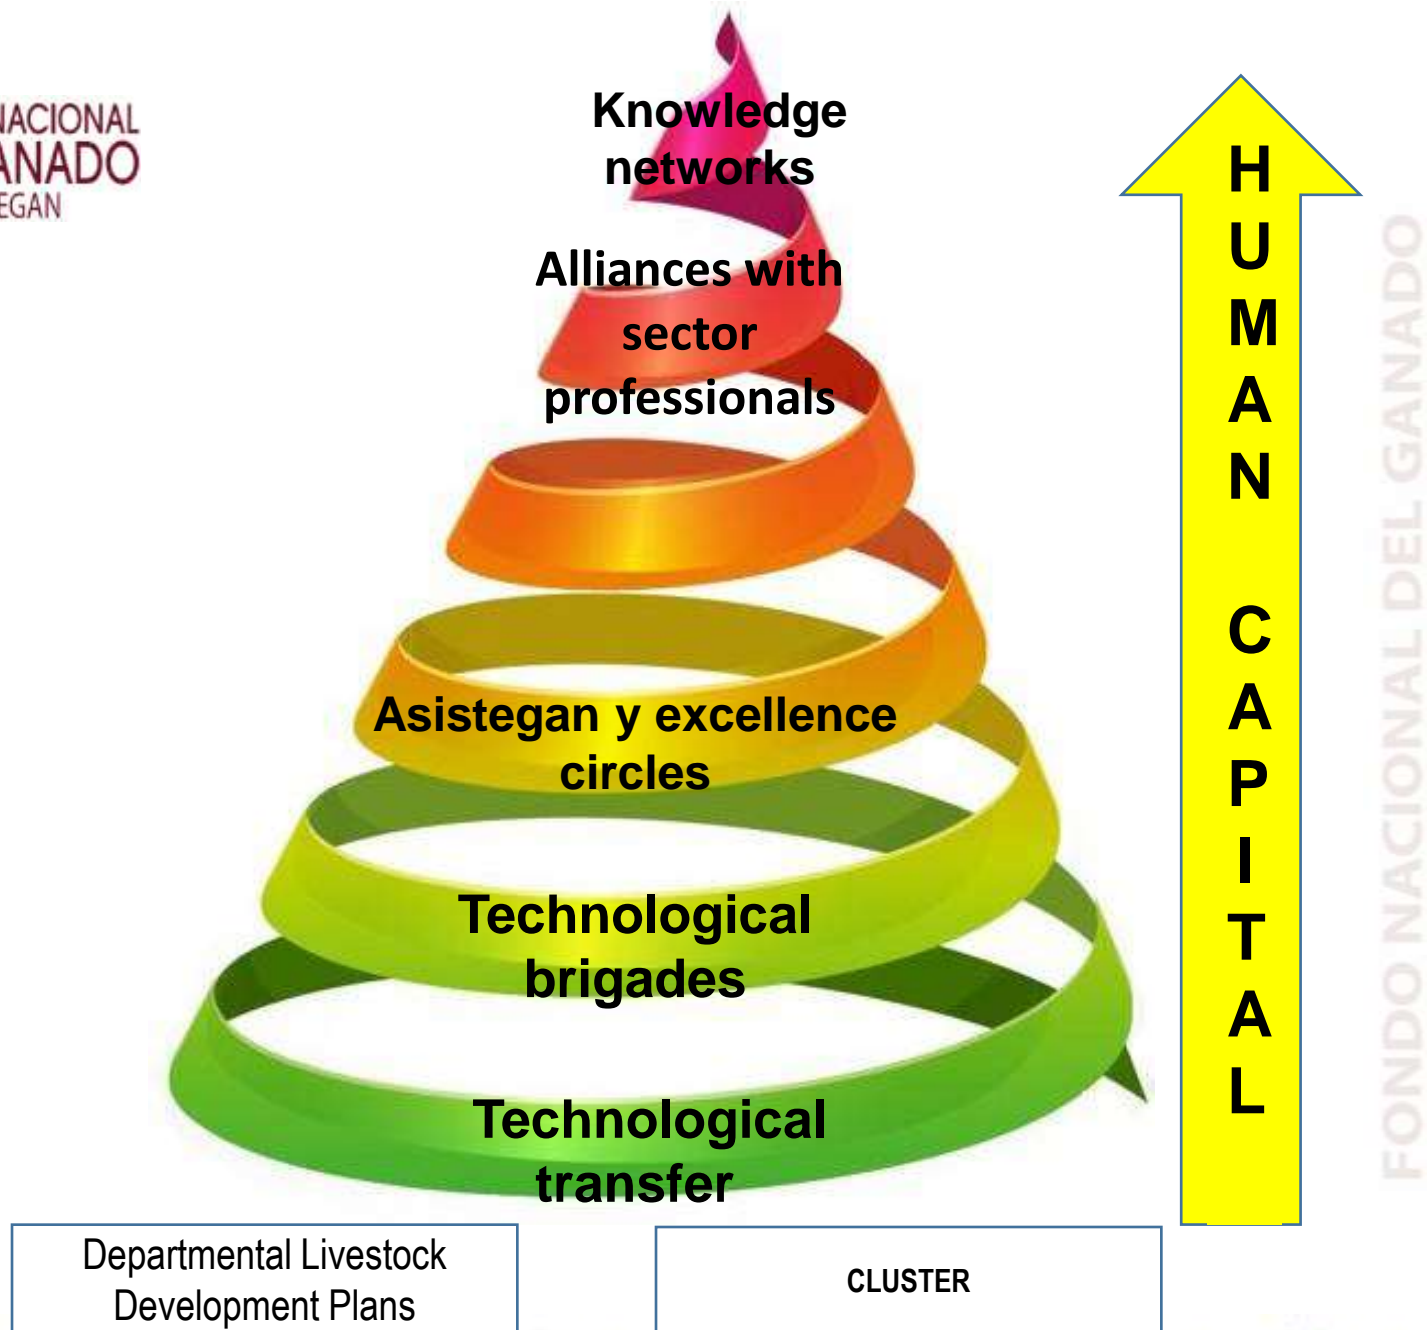 NACIONAL
ANADO
EGAN
Knowledge
networks
Alliances with
sector
professionals
Asistegan y excellence
circles
Technological
brigades
Technological
transfer
HUMAN CAPITAL
FONDO NACIONAL DEL GANADO
Departmental Livestock
Development Plans
CLUSTER